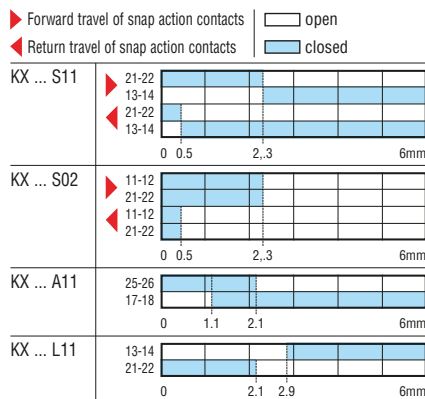 Forward travel of snap action contacts open
Return travel of snap action contacts closed
KX ... S11
21-22
13-14
21-22
13-14
0 0.5 2,.3 6mm
KX ... S02
11-12
21-22
11-12
21-22
0 0.5 2,.3 6mm
KX ... A11
25-26
17-18
0 1.1 2.1 6mm
KX ... L11
13-14
21-22
0 2.1 2.9 6mm